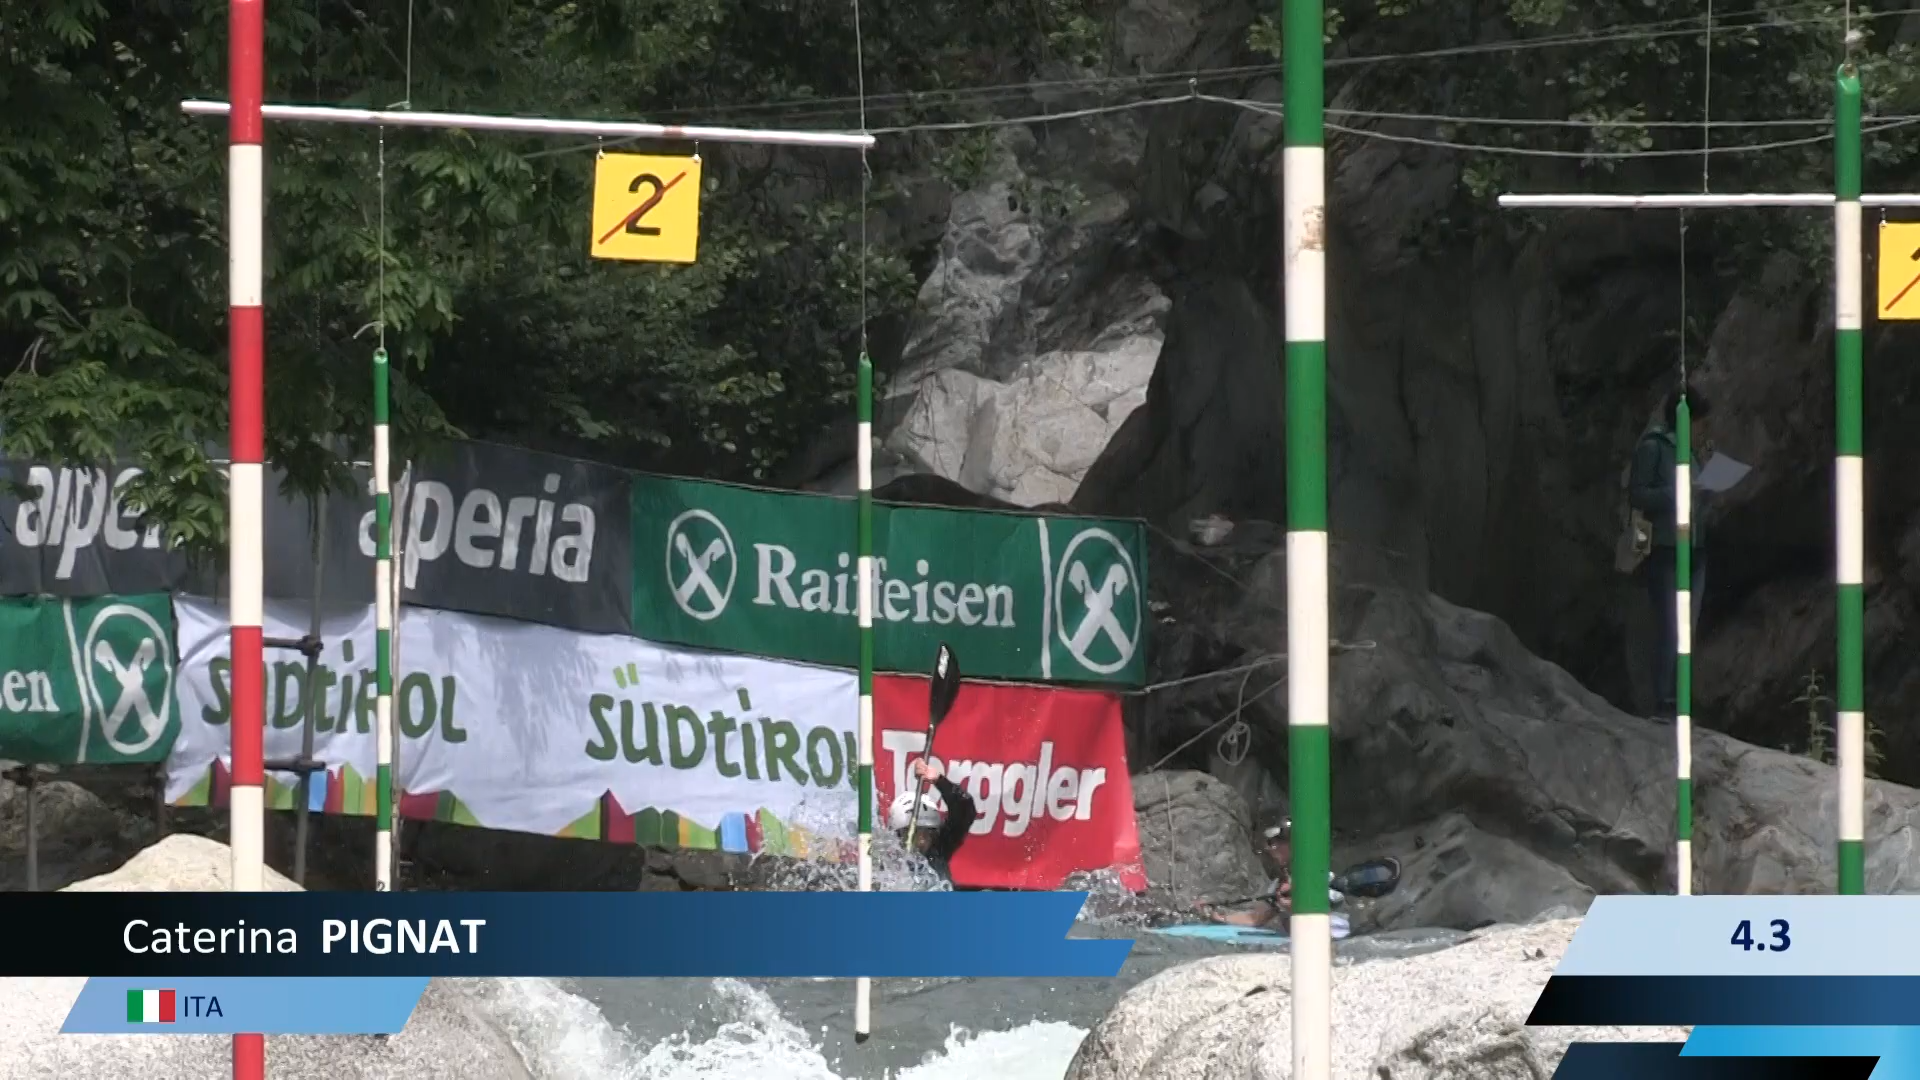 2
alpe
alperia
Raiffeisen
en
SÜDTIROL
SÜDTIROL
Torggler
Caterina PIGNAT
4.3
ITA